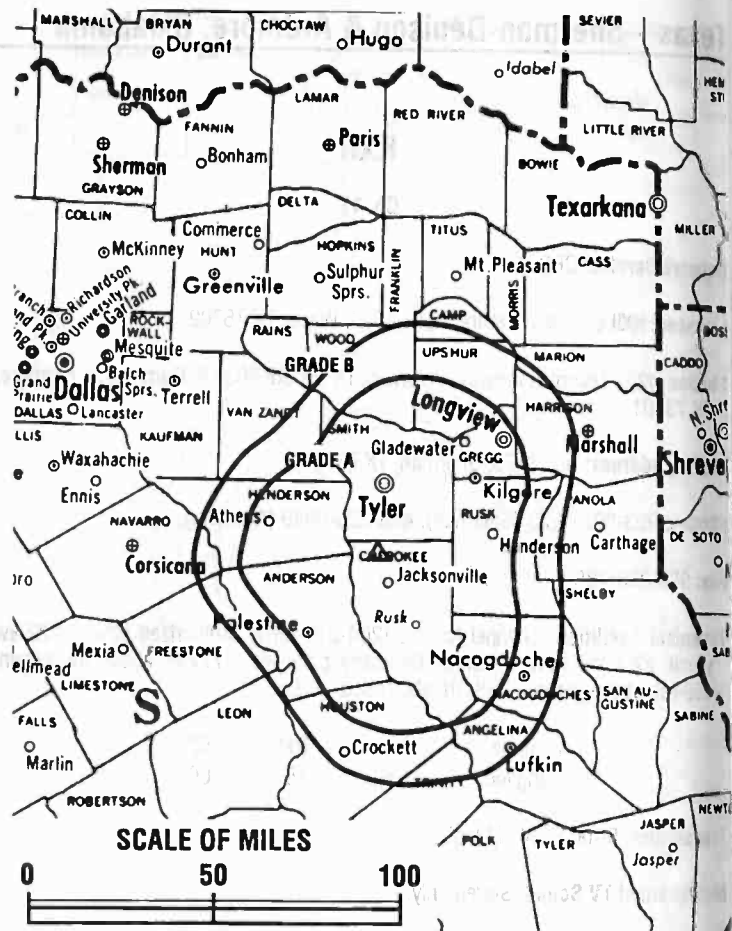 MARSHALL
BRYAN
CHOCTAW
SEVIER
Durant
Hugo
Idabel
Denison
LAMAR
RED RIVER
LITTLE RIVER
FANNIN
Paris
Sherman
Bonham
BOWIE
GRAYSON
DELTA
Texarkana
COLLIN
Commerce
HOPKINS
TITUS
MILLER
McKinney
HUNT
CASS
Greenville
Sulphur
Sprs.
FRANKLIN
Mt. Pleasant
MORRIS
Richardson
University Pk.
Garland
ROCK-
WALL
RAINS
WOOD
CAMP
Mesquite
UPSHUR
MARION
CADDO
GRADE B
Grand
Prairie
Dallas
Balch
Sprs.
Terrell
Longview
HARRISON
DALLAS
Lancaster
VAN ZANDT
SMITH
Gladewater
GREGG
Marshall
KAUFMAN
Waxahachie
GRADE A
Kilgore
Ennis
HENDERSON
Tyler
RUSK
NAVARRO
Athens
Henderson
Carthage
DE SOTO
Corsicana
CHEROKEE
ANDERSON
Jacksonville
SHELBY
Palestine
Rusk
Mexia
FREESTONE
Nacogdoches
LIMESTONE
S
LEON
HOUSTON
NACOGDOCHES
SAN AU-
GUSTINE
SABINE
FALLS
ANGELINA
Marlin
Crockett
Lufkin
ROBERTSON
TRINITY
SCALE OF MILES
POLK
TYLER
JASPER
Jasper
0
50
100